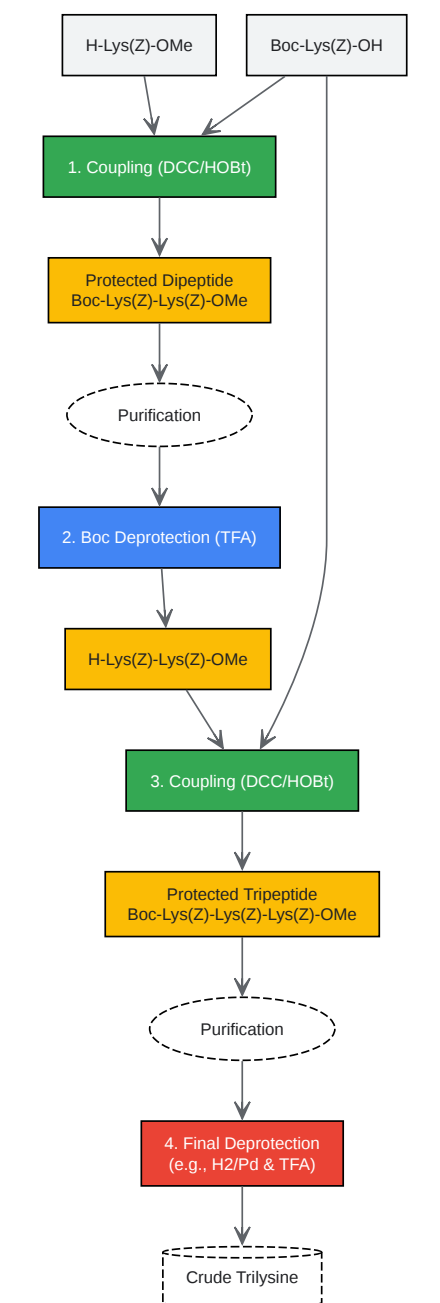 H-Lys(Z)-OMe
Boc-Lys(Z)-OH
1. Coupling (DCC/HOBt)
Protected Dipeptide
Boc-Lys(Z)-Lys(Z)-OMe
Purification
2. Boc Deprotection (TFA)
H-Lys(Z)-Lys(Z)-OMe
3. Coupling (DCC/HOBt)
Protected Tripeptide
Boc-Lys(Z)-Lys(Z)-Lys(Z)-OMe
Purification
4. Final Deprotection
(e.g., H2/Pd & TFA)
Crude Trilysine